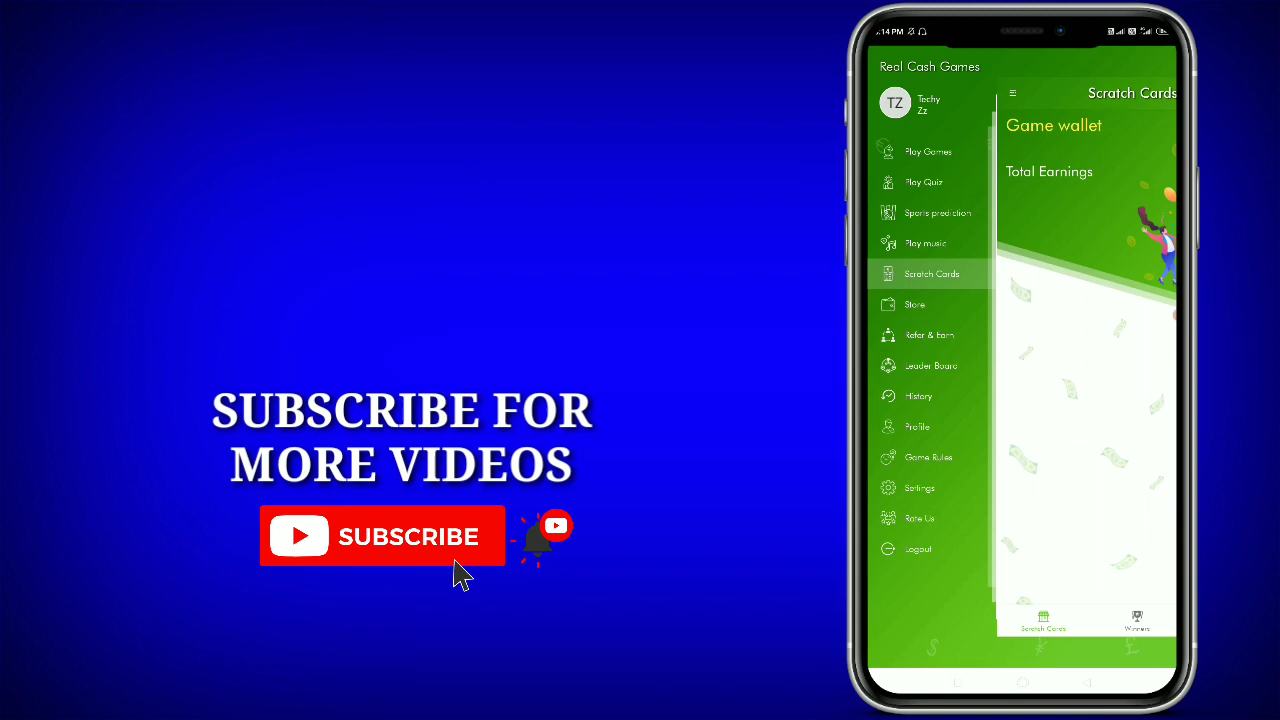 SUBSCRIBE FOR
MORE VIDEOS
SUBSCRIBE
:14 PM
Real Cash Games
TZ
Techy
Zz
Play Games
Play Quiz
Sports prediction
Play music
Scratch Cards
Store
Refer & Earn
Leader Board
History
Profile
Game Rules
Settings
Rate Us
Logout
Scratch Cards
Game wallet
Total Earnings
Scratch Cards
Winners